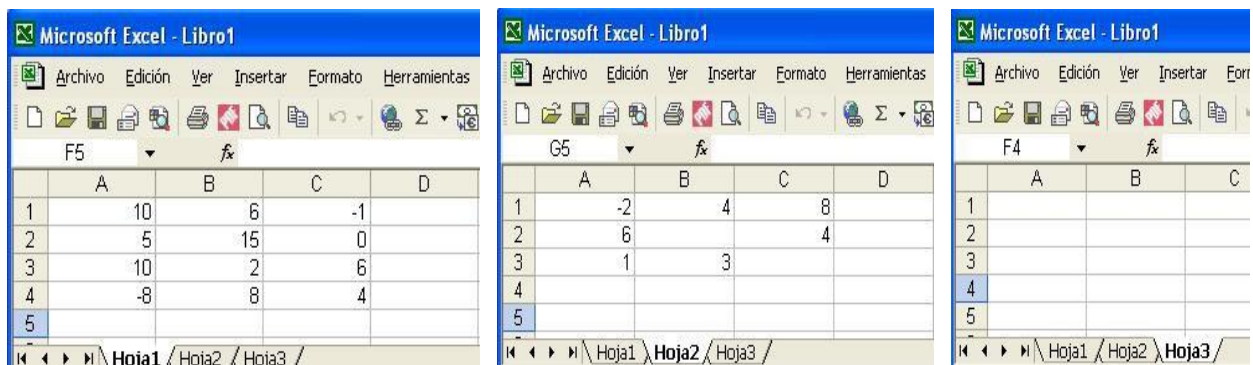 Microsoft Excel - Libro1
Archivo Edición Ver Insertar Formato Herramientas
F5 fx
A B C D
1 10 6 -1
2 5 15 0
3 10 2 6
4 -8 8 4
5
Hoja1 Hoja2 Hoja3
Microsoft Excel - Libro1
Archivo Edición Ver Insertar Formato Herramientas
G5 fx
A B C D
1 -2 4 8
2 6 4
3 1 3
4
5
Hoja1 Hoja2 Hoja3
Microsoft Excel - Libro1
Archivo Edición Ver Insertar
F4 fx
A B C
1
2
3
4
5
Hoja1 Hoja2 Hoja3